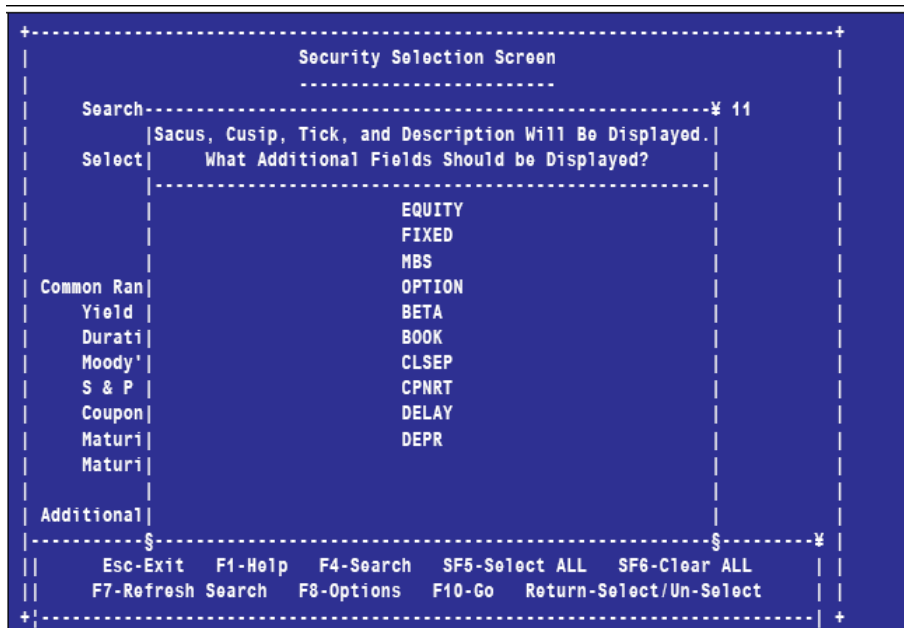 Security Selection Screen
Search ¥ 11
Sacus, Cusip, Tick, and Description Will Be Displayed.
Select What Additional Fields Should be Displayed?
EQUITY
FIXED
MBS
Common Ran OPTION
Yield BETA
Durati BOOK
Moody' CLSEP
S & P CPNRT
Coupon DELAY
Maturi DEPR
Maturi
Additional
§ § ¥
Esc-Exit F1-Help F4-Search SF5-Select ALL SF6-Clear ALL
F7-Refresh Search F8-Options F10-Go Return-Select/Un-Select